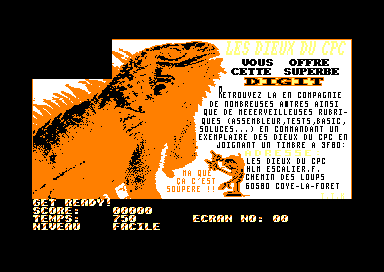 LES DIEUX DU CPC
VOUS OFFRE
CETTE SUPERBE
DIGIT
RETROUVEZ LA EN COMPAGNIE
DE NOMBREUSES AUTRES AINSI
QUE DE MEEERVEILLEUSES RUBRI-
QUES (ASSEMBLEUR,TESTS,BASIC,
SOLUCES...) EN COMMANDANT UN
EXEMPLAIRE DES DIEUX DU CPC EN
JOIGNANT UN TIMBRE A 3F80:
LES DIEUX DU CPC
HLM ESCALIER.F.
CHEMIN DES LOUPS
60580 COYE-LA-FORET
MA QUE
ÇA C'EST
SOUPERE !!
GET READY!
SCORE: 00000
TEMPS: 750 ECRAN NO: 00
NIVEAU FACILE